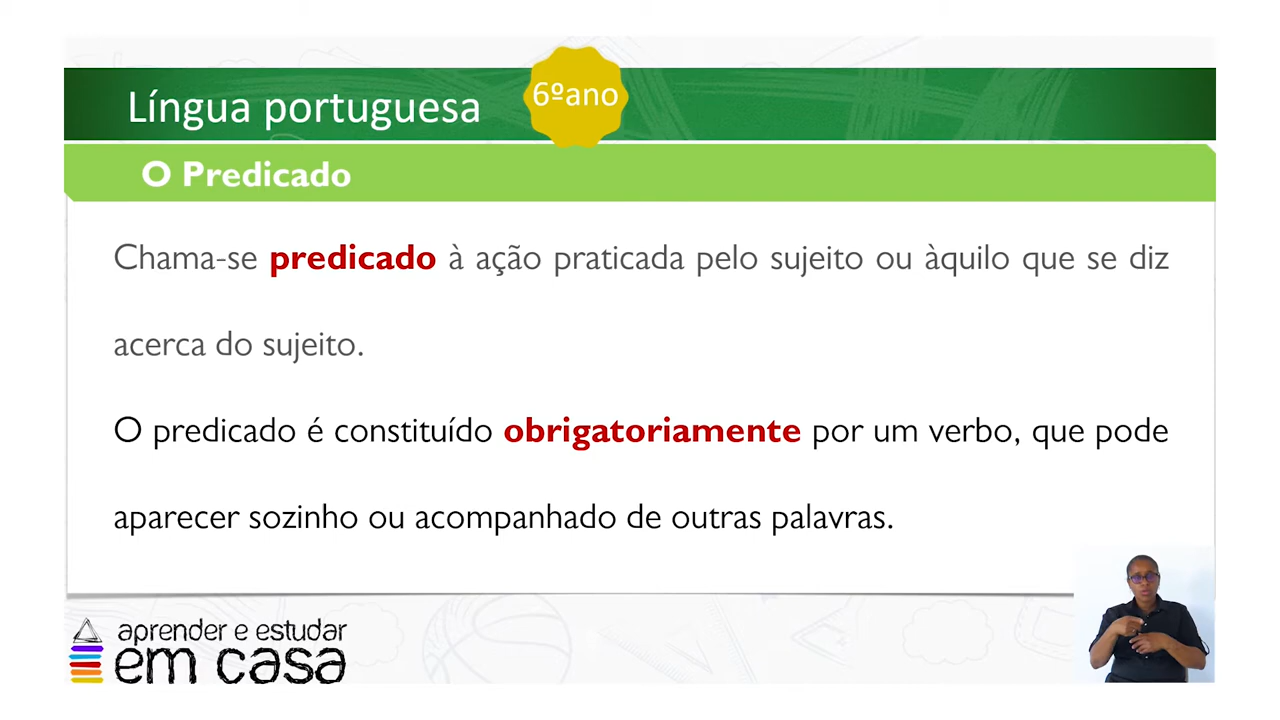 Língua portuguesa
6ºano
O Predicado
Chama-se predicado à ação praticada pelo sujeito ou àquilo que se diz
acerca do sujeito.
O predicado é constituído obrigatoriamente por um verbo, que pode
aparecer sozinho ou acompanhado de outras palavras.
aprender e estudar
em casa